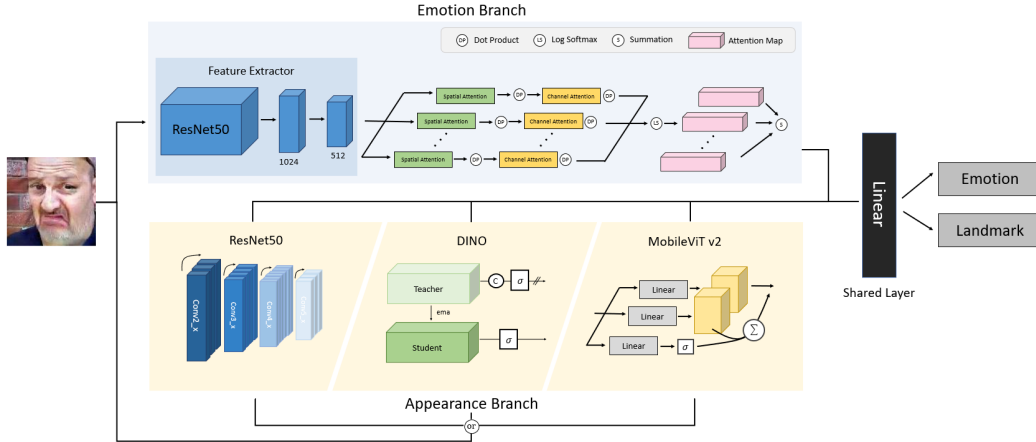 Emotion Branch
DP Dot Product LS Log Softmax S Summation Attention Map
Feature Extractor
ResNet50
1024
512
Spatial Attention DP Channel Attention DP
Spatial Attention DP Channel Attention DP
Spatial Attention DP Channel Attention DP
LS
S
Linear
Shared Layer
Emotion
Landmark
ResNet50
Conv2_x
Conv3_x
Conv4_x
DINO
Teacher
C
σ
ema
Student
σ
MobileViT v2
Linear
Linear
Linear
σ
Σ
Appearance Branch
or